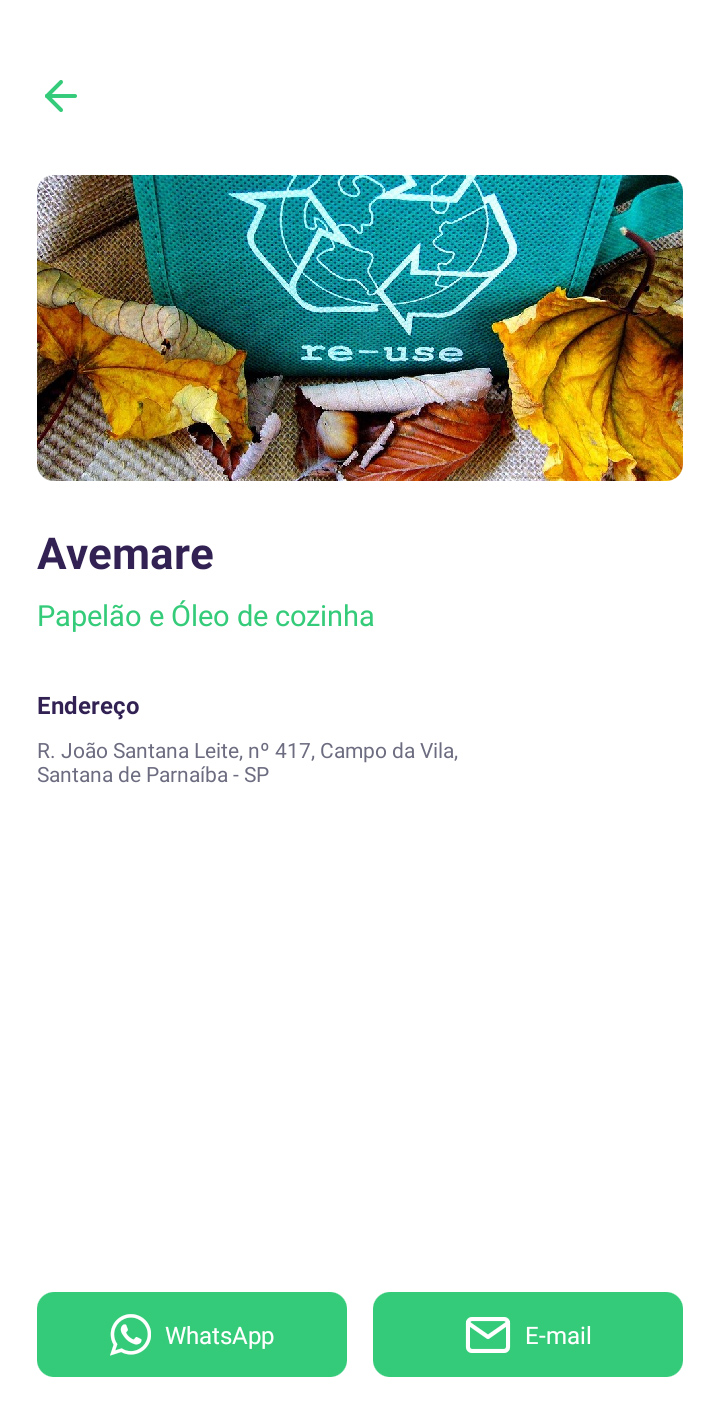 re-use
Avemare
Papelão e Óleo de cozinha
Endereço
R. João Santana Leite, nº 417, Campo da Vila,
Santana de Parnaíba - SP
WhatsApp
E-mail